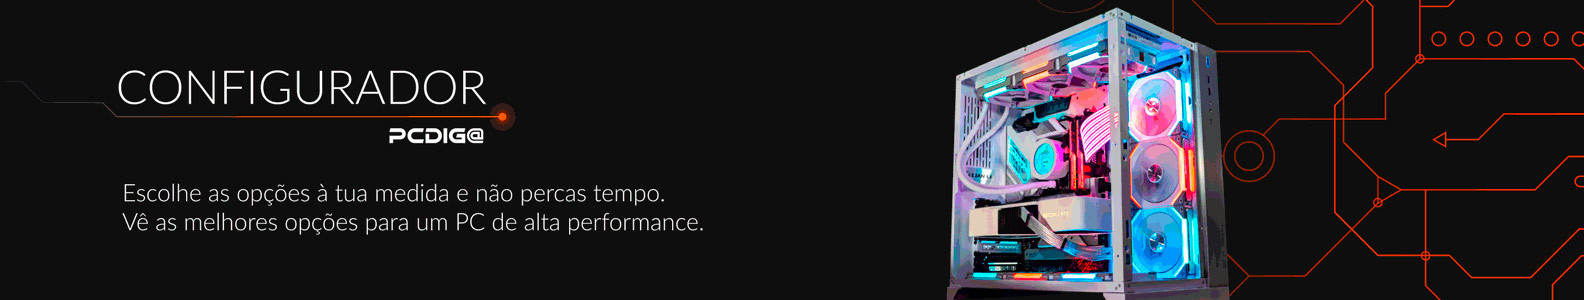 CONFIGURADOR
PCDIG@
Escolhe as opções à tua medida e não percas tempo.
Vê as melhores opções para um PC de alta performance.